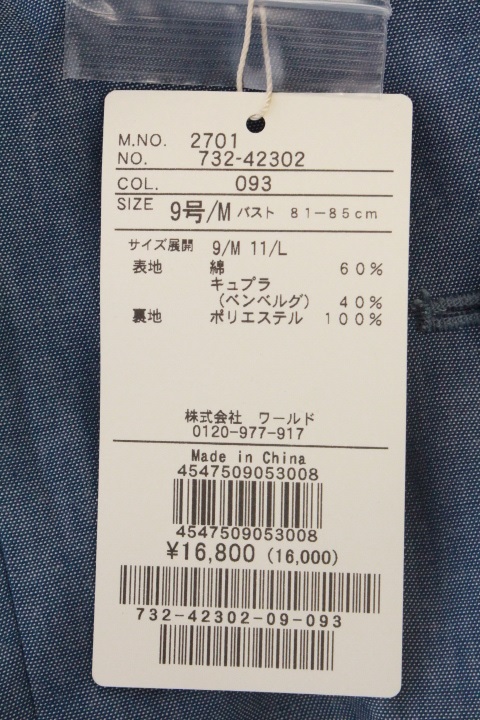 M.NO. 2701
NO. 732-42302
COL. 093
SIZE 9号/M バスト 81-85cm
サイズ展開 9/M 11/L
表地 綿 60%
キュプラ
(ベンベルグ) 40%
裏地 ポリエステル 100%
株式会社 ワールド
0120-977-917
Made in China
4547509053008
4547509053008
¥16,800 (16,000)
732-42302-09-093